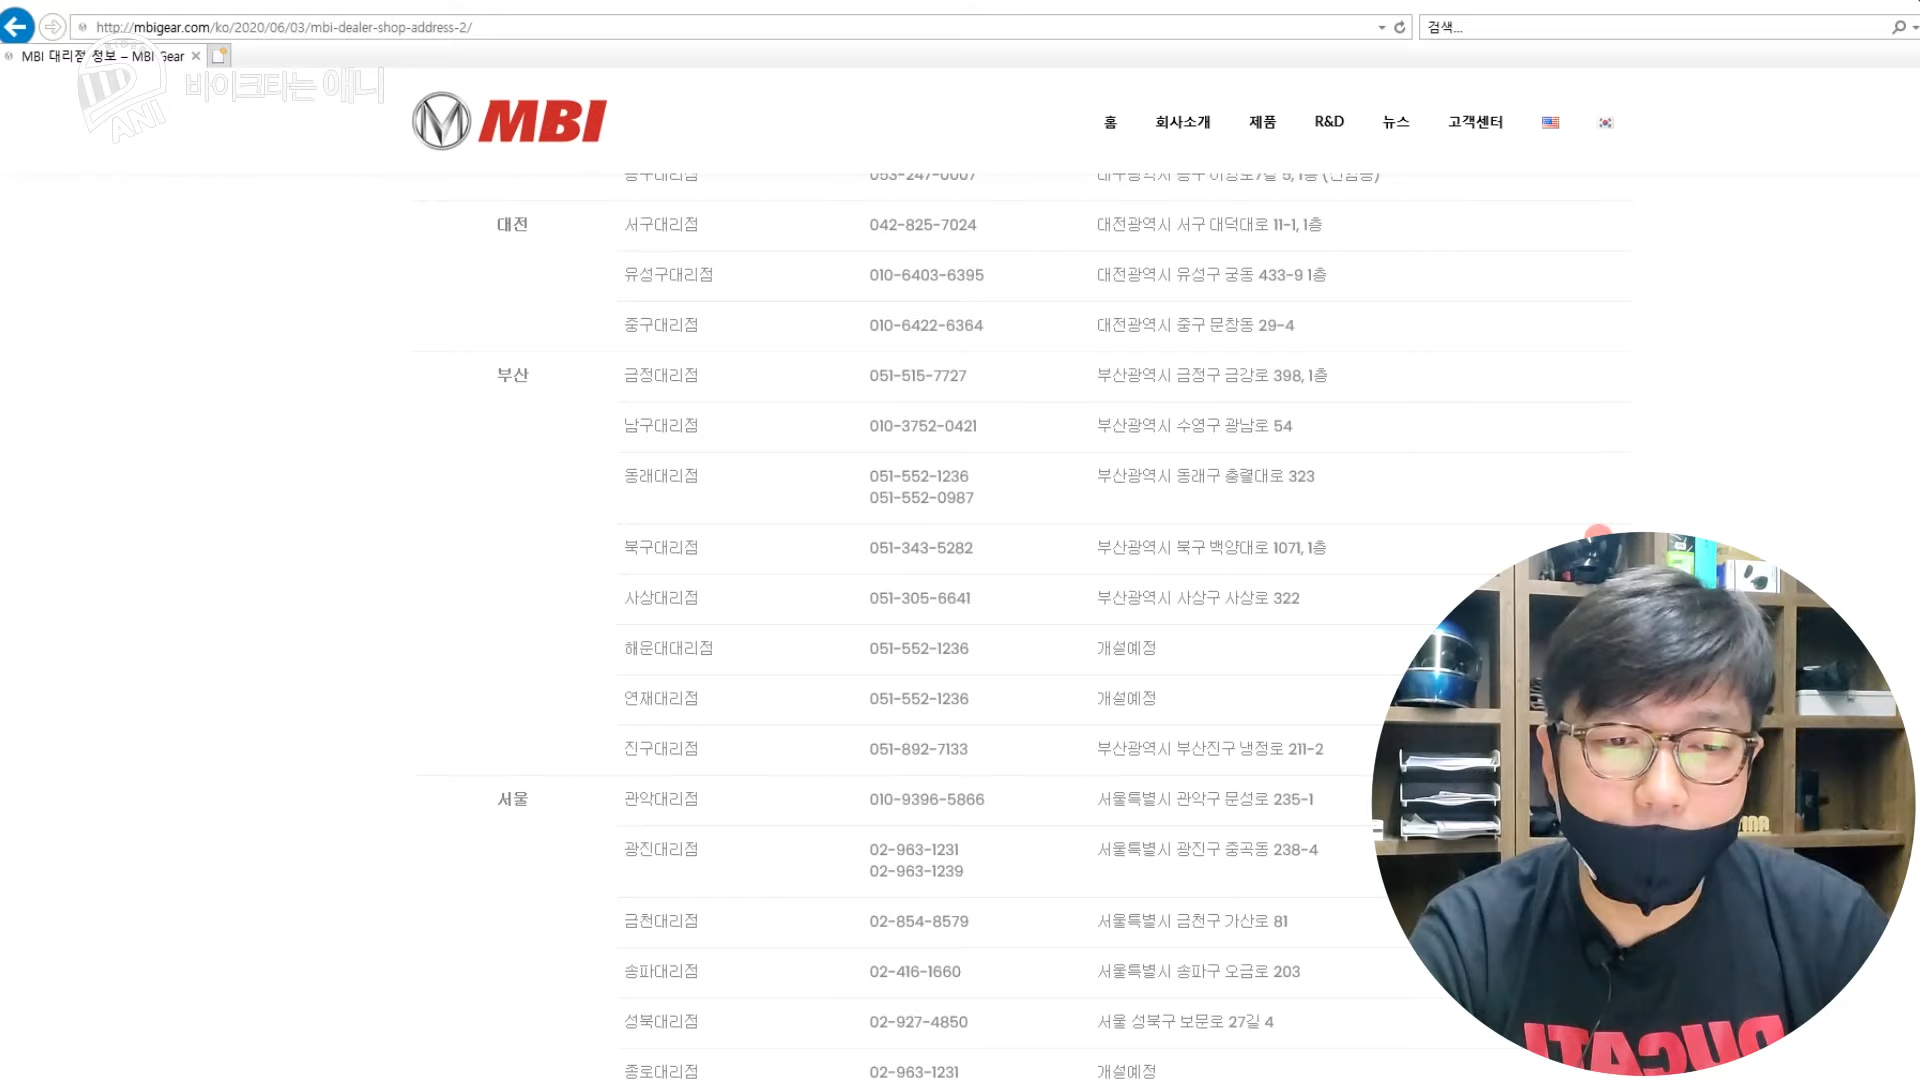 http://mbigear.com/ko/2020/06/03/mbi-dealer-shop-address-2/
검색...
MBI 대리점 정보 – MBI Gear
바이크타는 애니
ANI
MBI
홈 회사소개 제품 R&D 뉴스 고객센터
053-247-0007
대전 서구대리점 042-825-7024 대전광역시 서구 대덕대로 11-1, 1층
유성구대리점 010-6403-6395 대전광역시 유성구 궁동 433-9 1층
중구대리점 010-6422-6364 대전광역시 중구 문창동 29-4
부산 금정대리점 051-515-7727 부산광역시 금정구 금강로 398, 1층
남구대리점 010-3752-0421 부산광역시 수영구 광남로 54
동래대리점 051-552-1236 부산광역시 동래구 충렬대로 323
051-552-0987
북구대리점 051-343-5282 부산광역시 북구 백양대로 1071, 1층
사상대리점 051-305-6641 부산광역시 사상구 사상로 322
해운대대리점 051-552-1236 개설예정
연재대리점 051-552-1236 개설예정
진구대리점 051-892-7133 부산광역시 부산진구 냉정로 211-2
서울 관악대리점 010-9396-5866 서울특별시 관악구 문성로 235-1
광진대리점 02-963-1231 서울특별시 광진구 중곡동 238-4
02-963-1239
금천대리점 02-854-8579 서울특별시 금천구 가산로 81
송파대리점 02-416-1660 서울특별시 송파구 오금로 203
성북대리점 02-927-4850 서울 성북구 보문로 27길 4
종로대리점 02-963-1231 개설예정
DUCATI